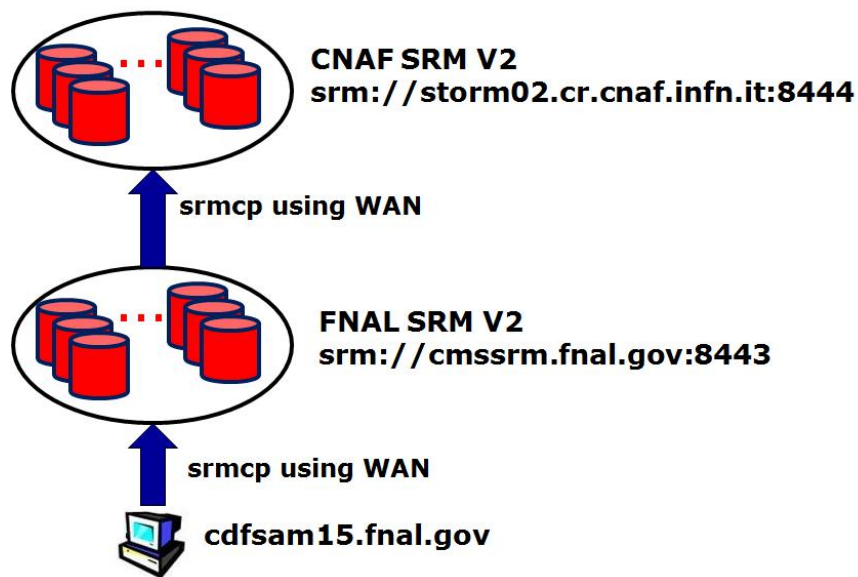 CNAF SRM V2
srm://storm02.cr.cnaf.infn.it:8444
srmcp using WAN
FNAL SRM V2
srm://cmssrm.fnal.gov:8443
srmcp using WAN
cdfsam15.fnal.gov